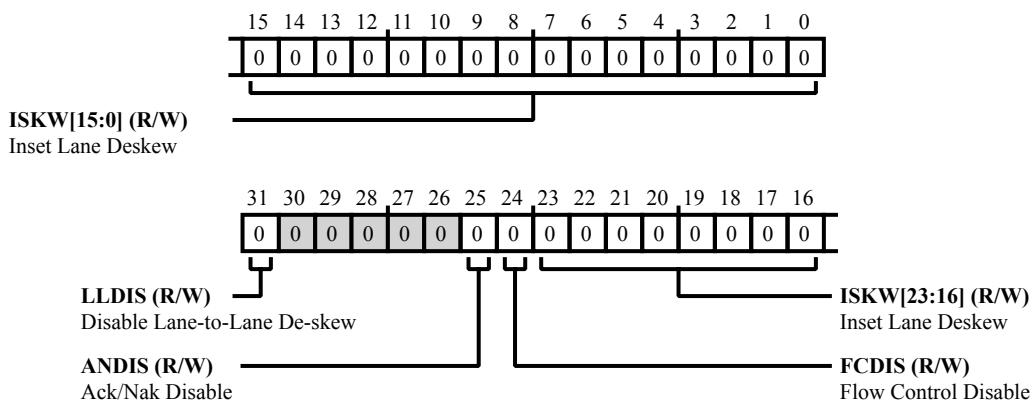 15 14 13 12 11 10 9 8 7 6 5 4 3 2 1 0
0 0 0 0 0 0 0 0 0 0 0 0 0 0 0 0
ISKW[15:0] (R/W)
Inset Lane Deskew
31 30 29 28 27 26 25 24 23 22 21 20 19 18 17 16
0 0 0 0 0 0 0 0 0 0 0 0 0 0 0 0
LLDIS (R/W)
Disable Lane-to-Lane De-skew
ISKW[23:16] (R/W)
Inset Lane Deskew
ANDIS (R/W)
Ack/Nak Disable
FCDIS (R/W)
Flow Control Disable